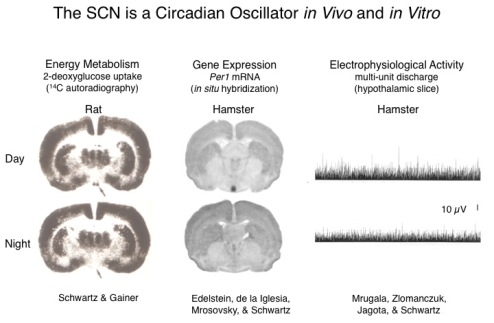 The SCN is a Circadian Oscillator in Vivo and in Vitro
Energy Metabolism
2-deoxyglucose uptake
(¹⁴C autoradiography)
Rat
Gene Expression
Per1 mRNA
(in situ hybridization)
Hamster
Electrophysiological Activity
multi-unit discharge
(hypothalamic slice)
Hamster
Day
10 µV
Night
Schwartz & Gainer
Edelstein, de la Iglesia,
Mrosovsky, & Schwartz
Mrugala, Zlomanczuk,
Jagota, & Schwartz